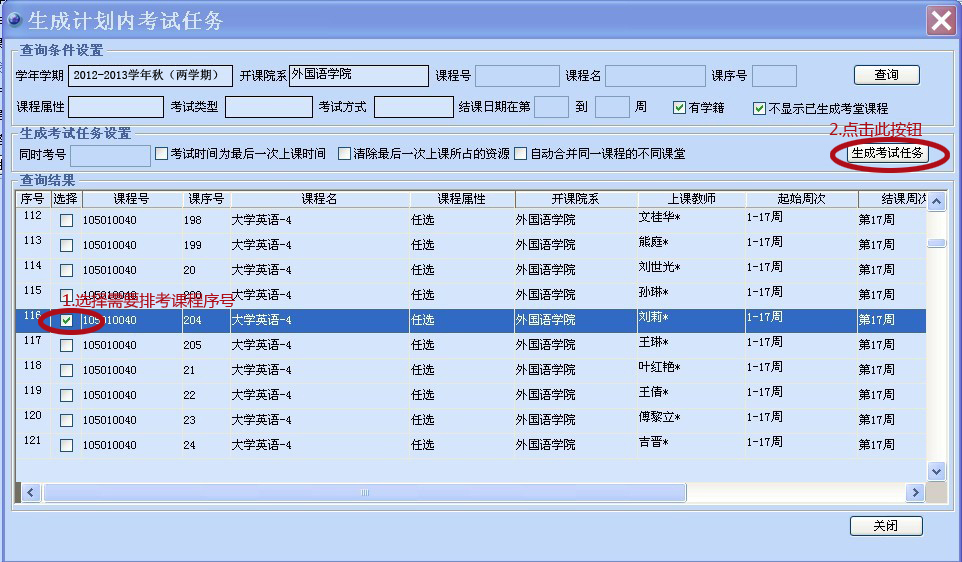 生成计划内考试任务
查询条件设置
学年学期 2012-2013学年秋（两学期） 开课院系 外国语学院 课程号 课程名 课序号 查询
课程属性 考试类型 考试方式 结课日期在第 到 周 有学籍 不显示已生成考堂课程
生成考试任务设置
2.点击此按钮
同时考号 考试时间为最后一次上课时间 清除最后一次上课所占的资源 自动合并同一课程的不同课堂 生成考试任务
查询结果
序号 选择 课程号 课序号 课程名 课程属性 开课院系 上课教师 起始周次 结课周次
112 105010040 198 大学英语-4 任选 外国语学院 文桂华* 1-17周 第17周
113 105010040 199 大学英语-4 任选 外国语学院 熊庭* 1-17周 第17周
114 105010040 20 大学英语-4 任选 外国语学院 刘世光* 1-17周 第17周
115 105010040 200 大学英语-4 任选 外国语学院 孙琳* 1-17周 第17周
1.选择需要排考课程序号
116 105010040 204 大学英语-4 任选 外国语学院 刘莉* 1-17周 第17周
117 105010040 205 大学英语-4 任选 外国语学院 王琳* 1-17周 第17周
118 105010040 21 大学英语-4 任选 外国语学院 叶红艳* 1-17周 第17周
119 105010040 22 大学英语-4 任选 外国语学院 王倩* 1-17周 第17周
120 105010040 23 大学英语-4 任选 外国语学院 傅黎立* 1-17周 第17周
121 105010040 24 大学英语-4 任选 外国语学院 吉晋* 1-17周 第17周
关闭